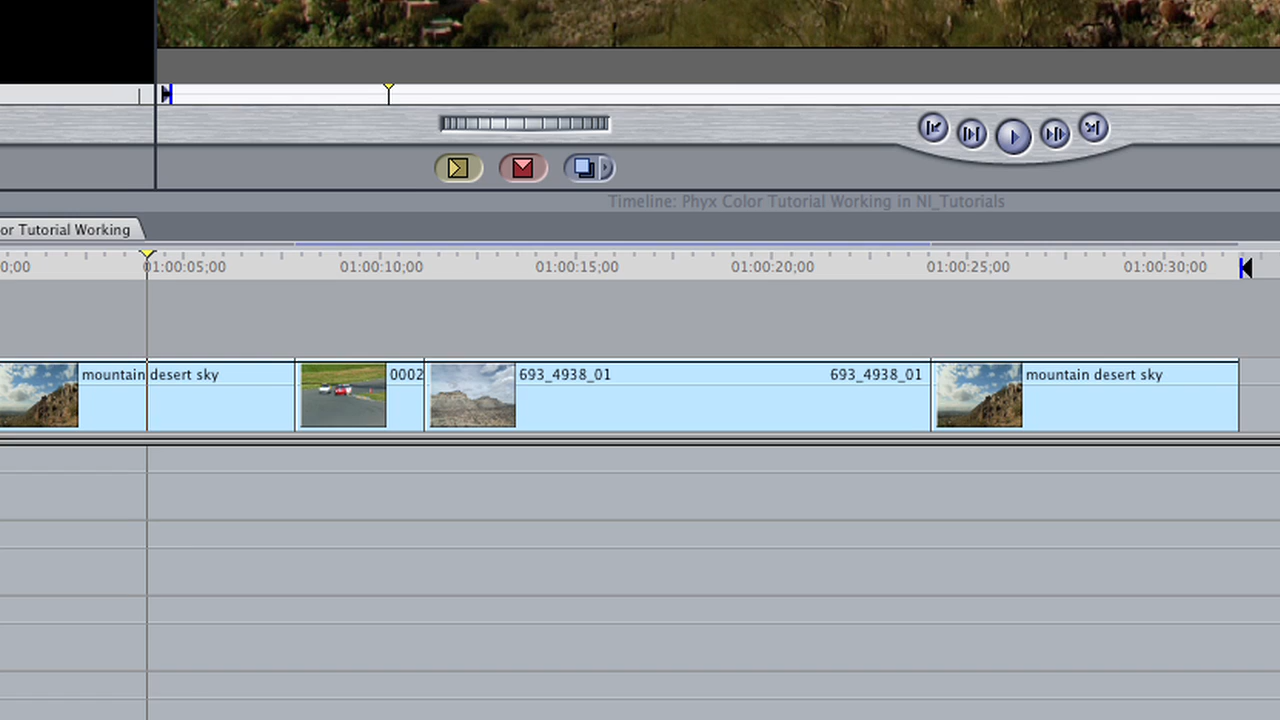 Timeline: Phyx Color Tutorial Working in NI_Tutorials
or Tutorial Working
0;00 01:00:05;00 01:00:10;00 01:00:15;00 01:00:20;00 01:00:25;00 01:00:30;00
mountain desert sky 0002 693_4938_01 693_4938_01 mountain desert sky